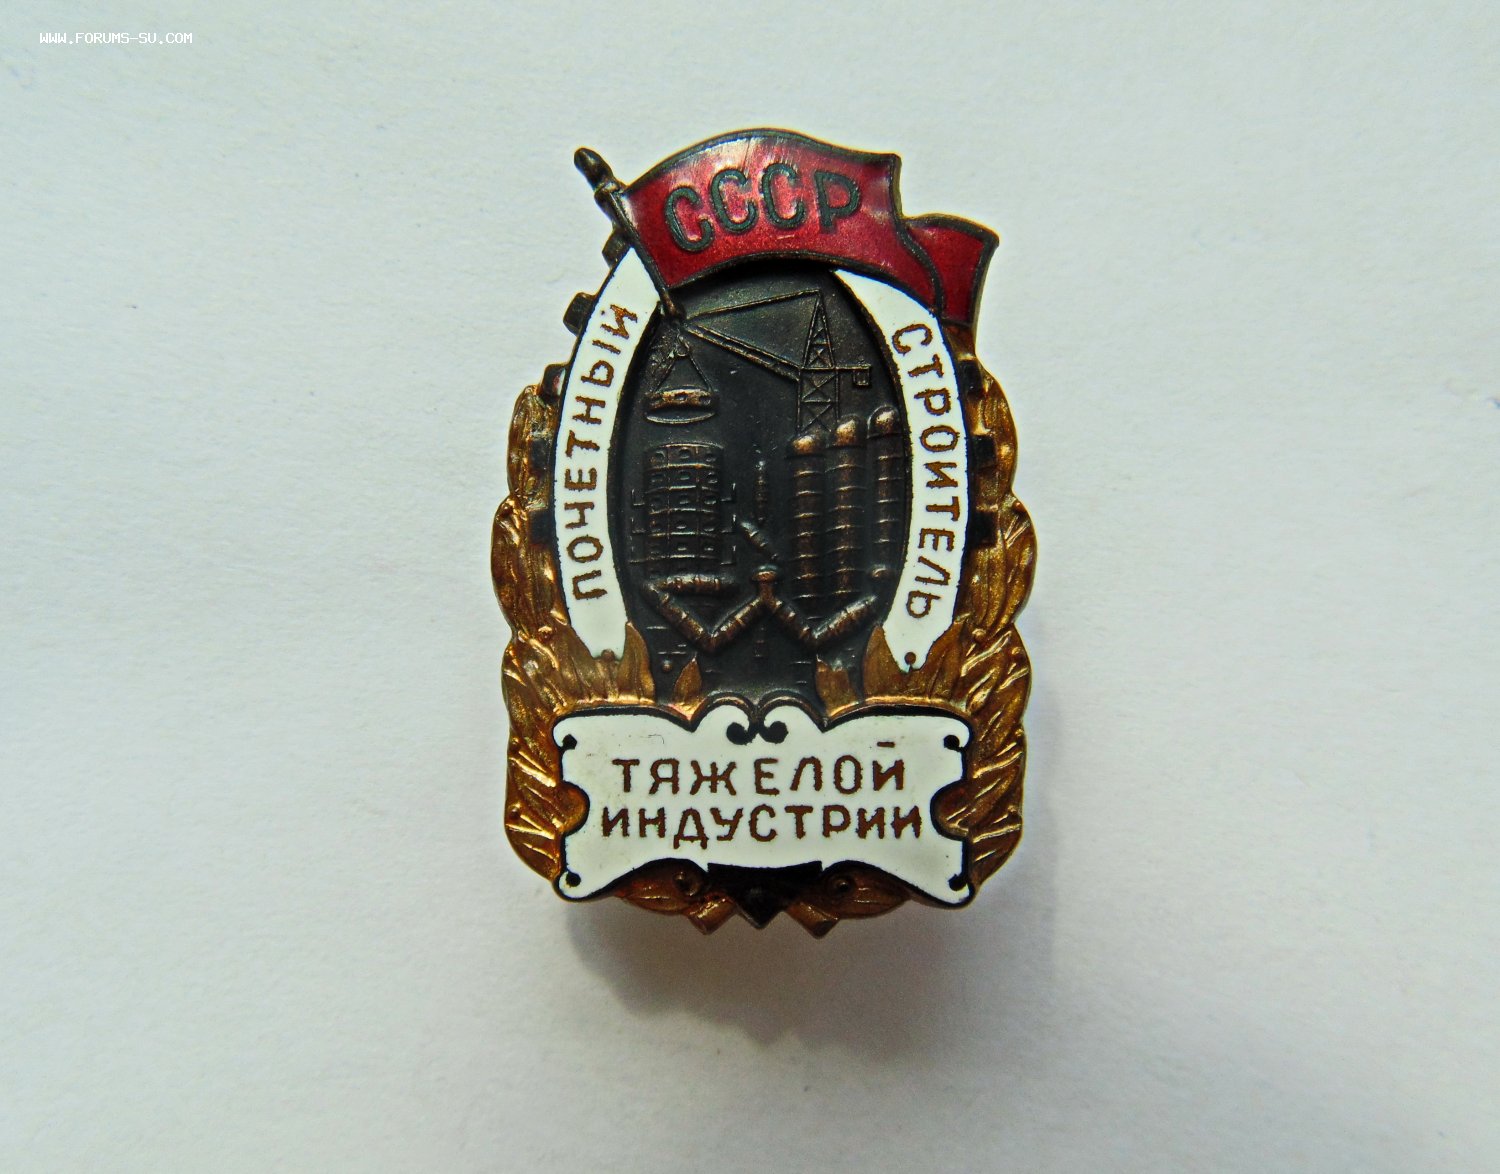 WWW.FORUMS-SU.COM
СССР
ПОЧЕТНЫЙ
СТРОИТЕЛЬ
ТЯЖЕЛОЙ
ИНДУСТРИИ